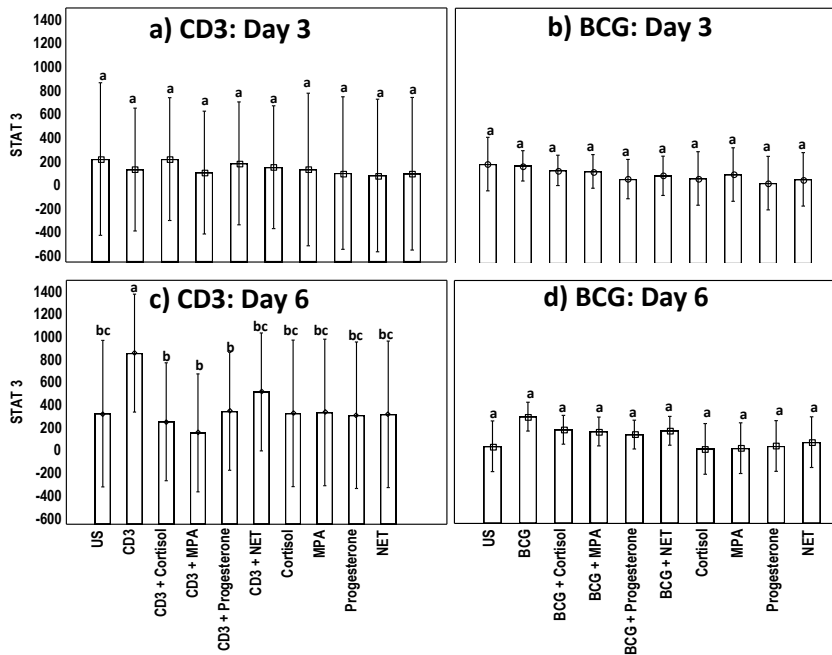 a) CD3: Day 3
STAT 3
1400
1200
1000
800
600
400
200
0
-200
-400
-600
a a a a a a a a a a
b) BCG: Day 3
a a a a a a a a a a
c) CD3: Day 6
STAT 3
1400
1200
1000
800
600
400
200
0
-200
-400
-600
bc a b b b bc bc bc bc bc
US
CD3
CD3 + Cortisol
CD3 + MPA
CD3 + Progesterone
CD3 + NET
Cortisol
MPA
Progesterone
NET
d) BCG: Day 6
a a a a a a a a a a
US
BCG
BCG + Cortisol
BCG + MPA
BCG + Progesterone
BCG + NET
Cortisol
MPA
Progesterone
NET